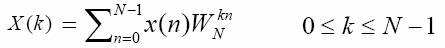 X(k) = ∑_{n=0}^{N-1} x(n)W_N^{kn}   0 ≤ k ≤ N − 1